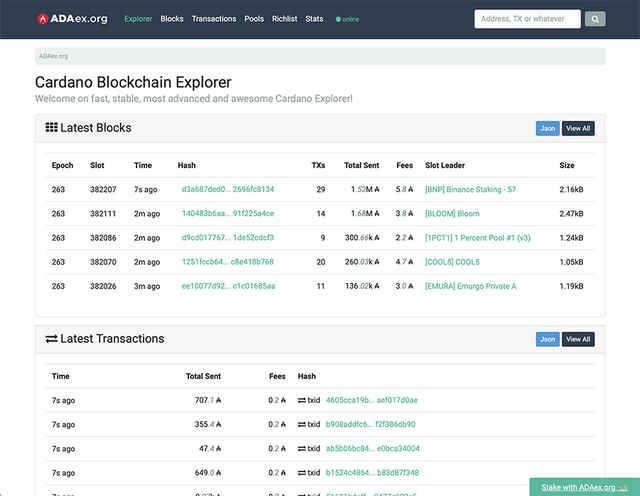 ADAex.org Explorer Blocks Transactions Pools Richlist Stats online Address, TX or whatever
ADAex.org
Cardano Blockchain Explorer
Welcome on fast, stable, most advanced and awesome Cardano Explorer!
Latest Blocks Json View All
Epoch Slot Time Hash TXs Total Sent Fees Slot Leader Size
263 382207 7s ago d3a687ded0... 2696fc8134 29 1.52M ₳ 5.8 ₳ [BNP] Binance Staking - 57 2.16kB
263 382111 2m ago 140483b6aa... 91f225a4ce 14 1.68M ₳ 3.8 ₳ [BLOOM] Bloom 2.47kB
263 382086 2m ago d9cd017767... 1de52cdcf3 9 300.66k ₳ 2.2 ₳ [1PCT1] 1 Percent Pool #1 (v3) 1.24kB
263 382070 2m ago 1251fccb64... c8e418b768 20 260.03k ₳ 4.7 ₳ [COOL5] COOL5 1.05kB
263 382026 3m ago ee10077d92... c1c01685aa 11 136.02k ₳ 3.0 ₳ [EMURA] Emurgo Private A 1.19kB
Latest Transactions Json View All
Time Total Sent Fees Hash
7s ago 707.1 ₳ 0.2 ₳ txid 4605cca19b... aef017d0ae
7s ago 355.4 ₳ 0.2 ₳ txid b908addfc6... f2f386db90
7s ago 47.4 ₳ 0.2 ₳ txid ab5b06bc84... e0bca34004
7s ago 649.0 ₳ 0.2 ₳ txid b1524c4864... b83d87f348
Stake with ADAex.org